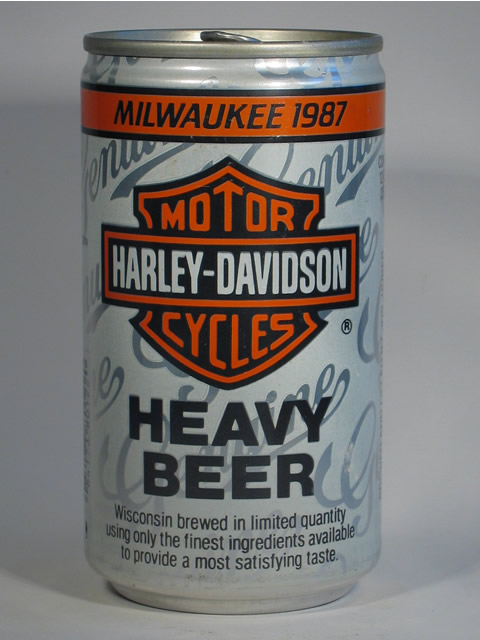 MILWAUKEE 1987
MOTOR
HARLEY-DAVIDSON
CYCLES
®
HEAVY
BEER
Wisconsin brewed in limited quantity
using only the finest ingredients available
to provide a most satisfying taste.
Genuine